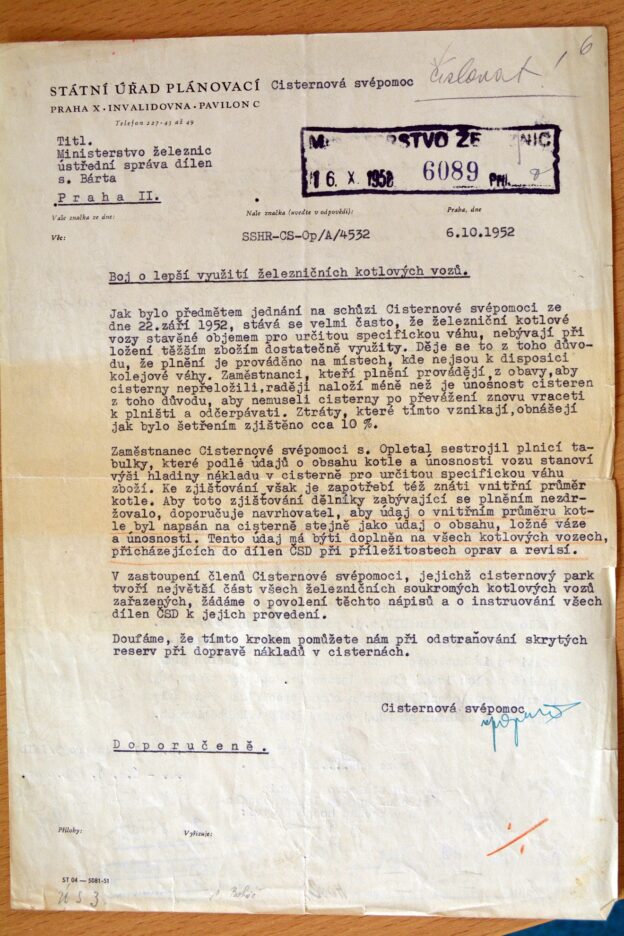 STÁTNÍ ÚŘAD PLÁNOVACÍ Cisternová svépomoc
Číslovat! 6
PRAHA X · INVALIDOVNA · PAVILON C
Telefon 227-43 až 49
Titl.
Ministerstvo železnic
ústřední správa dílen
s. Bárta
Praha II.
STVO ŽE NIC
16. X. 1952 6089
Vaše značka ze dne:
Naše značka (uveďte v odpovědi):
Praha, dne
Věc:
SSHR-CS-Op/A/4532
6.10.1952
Boj o lepší využití železničních kotlových vozů.
Jak bylo předmětem jednání na schůzi Cisternové svépomoci ze
dne 22.září 1952, stává se velmi často, že železniční kotlové
vozy stavěné objemem pro určitou specifickou váhu, nebývají při
ložení těžším zbožím dostatečně využity. Děje se to z toho důvo-
du, že plnění je prováděno na místech, kde nejsou k disposici
kolejové váhy. Zaměstnanci, kteří plnění provádějí,z obavy,aby
cisterny nepřeložili,raději naloží méně než je únosnost cisteren
z toho důvodu, aby nemuseli cisterny po převážení znovu vraceti
k plništi a odčerpávati. Ztráty, které tímto vznikají,obnášejí
jak bylo šetřením zjištěno cca 10 %.
Zaměstnanec Cisternové svépomoci s. Opletal sestrojil plnicí ta-
bulky, které podlé údajů o obsahu kotle a únosnosti vozu stanoví
výši hladiny nákladu v cisterně pro určitou specifickou váhu
zboží. Ke zjišťování však je zapotřebí též znáti vnitřní průměr
kotle. Aby toto zjišťování dělníky zabývající se plněním nezdr-
žovalo, doporučuje navrhovatel, aby údaj o vnitřním průměru kot-
le byl napsán na cisterně stejně jako údaj o obsahu, ložné váze
a únosnosti. Tento údaj má býti doplněn na všech kotlových vozech,
přicházejících do dílen ČSD při příležitostech oprav a revisí.
V zastoupení členů Cisternové svépomoci, jejichž cisternový park
tvoří největší část všech železničních soukromých kotlových vozů
zařazených, žádáme o povolení těchto nápisů a o instruování všech
dílen ČSD k jejich provedení.
Doufáme, že tímto krokem pomůžete nám při odstraňování skrytých
reserv při dopravě nákladů v cisternách.
Cisternová svépomoc
Doporučeně.
Přílohy:
Vyřizuje:
ST 04 — 5081-51